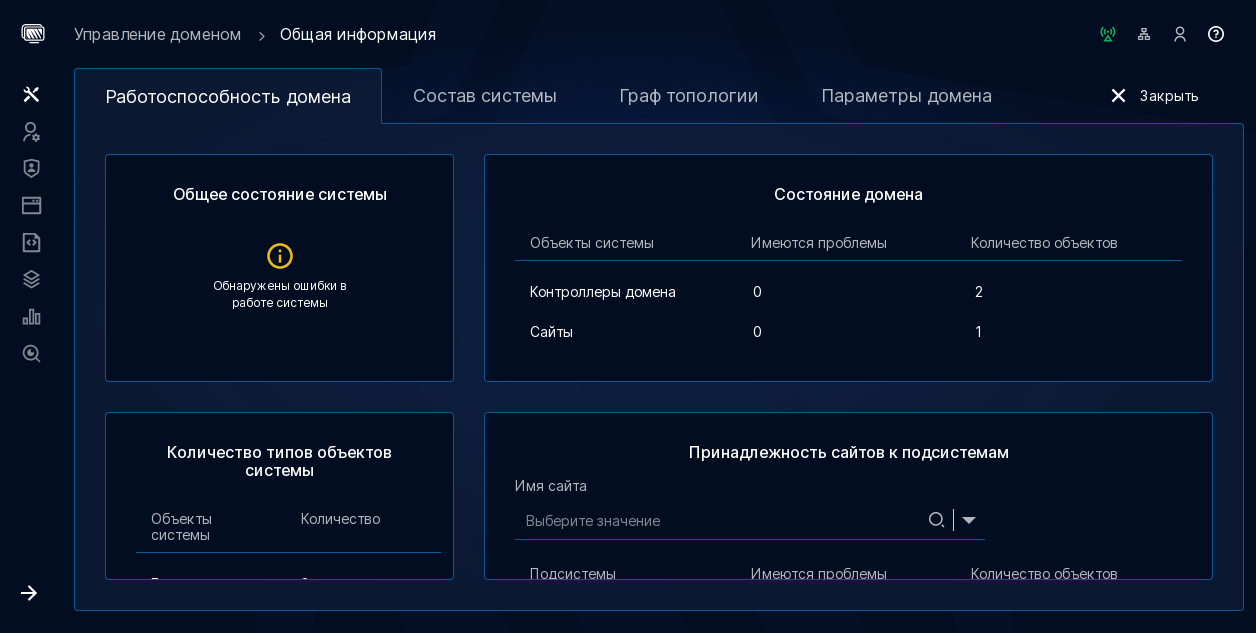 Управление доменом > Общая информация
Работоспособность домена
Состав системы
Граф топологии
Параметры домена
Закрыть
Общее состояние системы
Обнаружены ошибки в
работе системы
Состояние домена
Объекты системы Имеются проблемы Количество объектов
Контроллеры домена 0 2
Сайты 0 1
Количество типов объектов
системы
Объекты
системы
Количество
Принадлежность сайтов к подсистемам
Имя сайта
Выберите значение
Подсистемы Имеются проблемы Количество объектов